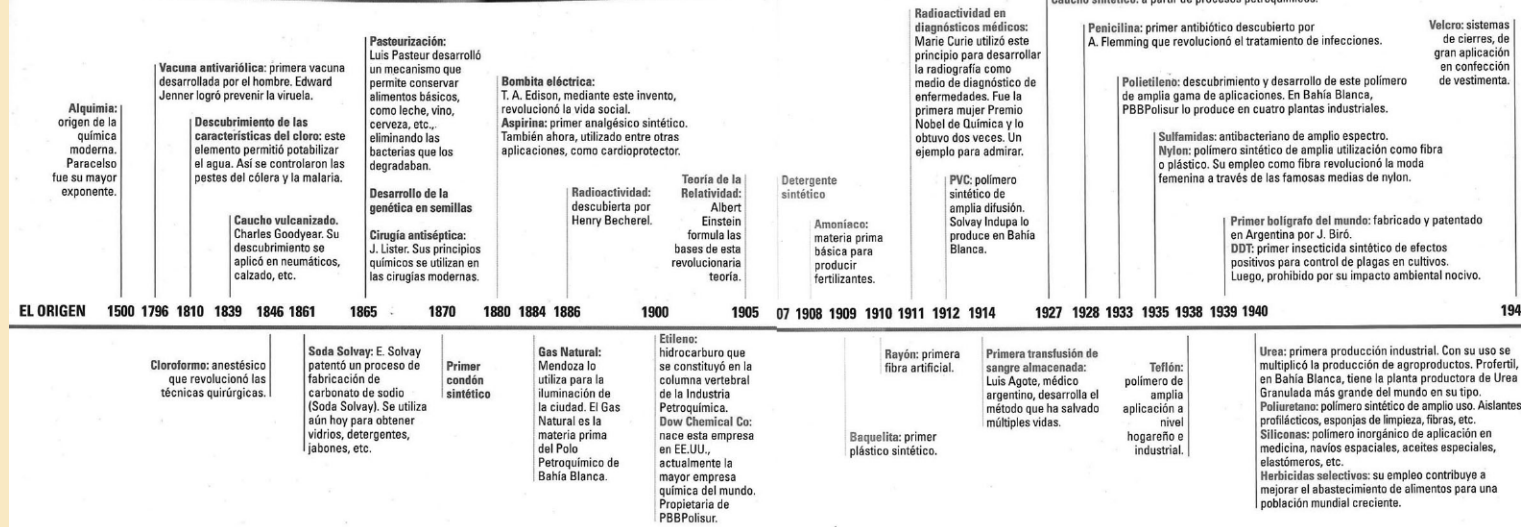 Alquimia:
origen de la
química
moderna.
Paracelso
fue su mayor
exponente.
Vacuna antivariólica: primera vacuna
desarrollada por el hombre. Edward
Jenner logró prevenir la viruela.
Descubrimiento de las
características del cloro: este
elemento permitió potabilizar
el agua. Así se controlaron las
pestes del cólera y la malaria.
Caucho vulcanizado.
Charles Goodyear. Su
descubrimiento se
aplicó en neumáticos,
calzado, etc.
Pasteurización:
Luis Pasteur desarrolló
un mecanismo que
permite conservar
alimentos básicos,
como leche, vino,
cerveza, etc.,.
eliminando las
bacterias que los
degradaban.
Desarrollo de la
genética en semillas
Cirugía antiséptica:
J. Lister. Sus principios
químicos se utilizan en
las cirugías modernas.
Bombita eléctrica:
T. A. Edison, mediante este invento,
revolucionó la vida social.
Aspirina: primer analgésico sintético.
También ahora, utilizado entre otras
aplicaciones, como cardioprotector.
Radioactividad:
descubierta por
Henry Becherel.
Teoría de la
Relatividad:
Albert
Einstein
formula las
bases de esta
revolucionaria
teoría.
Detergente
sintético
Amoníaco:
materia prima
básica para
producir
fertilizantes.
Radioactividad en
diagnósticos médicos:
Marie Curie utilizó este
principio para desarrollar
la radiografía como
medio de diagnóstico de
enfermedades. Fue la
primera mujer Premio
Nobel de Química y lo
obtuvo dos veces. Un
ejemplo para admirar.
PVC: polímero
sintético de
amplia difusión.
Solvay Indupa lo
produce en Bahía
Blanca.
Caucho sintético: a partir de procesos petroquímicos.
Penicilina: primer antibiótico descubierto por
A. Flemming que revolucionó el tratamiento de infecciones.
Polietileno: descubrimiento y desarrollo de este polímero
de amplia gama de aplicaciones. En Bahía Blanca,
PBBPolisur lo produce en cuatro plantas industriales.
Sulfamidas: antibacteriano de amplio espectro.
Nylon: polímero sintético de amplia utilización como fibra
o plástico. Su empleo como fibra revolucionó la moda
femenina a través de las famosas medias de nylon.
Primer bolígrafo del mundo: fabricado y patentado
en Argentina por J. Biró.
DDT: primer insecticida sintético de efectos
positivos para control de plagas en cultivos.
Luego, prohibido por su impacto ambiental nocivo.
Velcro: sistemas
de cierres, de
gran aplicación
en confección
de vestimenta.
EL ORIGEN 1500 1796 1810 1839 1846 1861 1865 1870 1880 1884 1886 1900 1905 07 1908 1909 1910 1911 1912 1914 1927 1928 1933 1935 1938 1939 1940 194
Cloroformo: anestésico
que revolucionó las
técnicas quirúrgicas.
Soda Solvay: E. Solvay
patentó un proceso de
fabricación de
carbonato de sodio
(Soda Solvay). Se utiliza
aún hoy para obtener
vidrios, detergentes,
jabones, etc.
Primer
condón
sintético
Gas Natural:
Mendoza lo
utiliza para la
iluminación de
la ciudad. El Gas
Natural es la
materia prima
del Polo
Petroquímico de
Bahía Blanca.
Etileno:
hidrocarburo que
se constituyó en la
columna vertebral
de la Industria
Petroquímica.
Dow Chemical Co:
nace esta empresa
en EE.UU.,
actualmente la
mayor empresa
química del mundo.
Propietaria de
PBBPolisur.
Baquelita: primer
plástico sintético.
Rayón: primera
fibra artificial.
Primera transfusión de
sangre almacenada:
Luis Agote, médico
argentino, desarrolla el
método que ha salvado
múltiples vidas.
Teflón:
polímero de
amplia
aplicación a
nivel
hogareño e
industrial.
Urea: primera producción industrial. Con su uso se
multiplicó la producción de agroproductos. Profertil,
en Bahía Blanca, tiene la planta productora de Urea
Granulada más grande del mundo en su tipo.
Poliuretano: polímero sintético de amplio uso. Aislantes
profilácticos, esponjas de limpieza, fibras, etc.
Siliconas: polímero inorgánico de aplicación en
medicina, navíos espaciales, aceites especiales,
elastómeros, etc.
Herbicidas selectivos: su empleo contribuye a
mejorar el abastecimiento de alimentos para una
población mundial creciente.